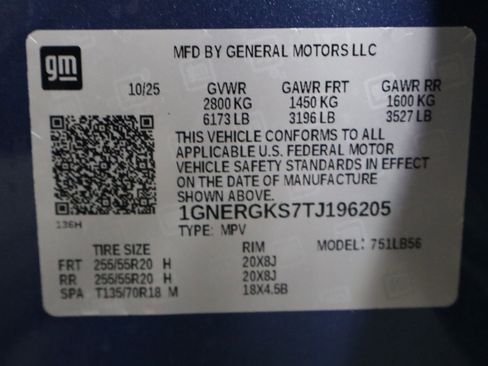 gm
MFD BY GENERAL MOTORS LLC
10/25 GVWR GAWR FRT GAWR RR
2800 KG 1450 KG 1600 KG
6173 LB 3196 LB 3527 LB
THIS VEHICLE CONFORMS TO ALL
APPLICABLE U.S. FEDERAL MOTOR
VEHICLE SAFETY STANDARDS IN EFFECT
ON THE DATE OF MANUFACTURE
SHOWN ABOVE.
136H
1GNERGKS7TJ196205
TYPE: MPV MODEL: 751LB56
TIRE SIZE RIM
FRT 255/55R20 H 20X8J
RR 255/55R20 H 20X8J
SPA T135/70R18 M 18X4.5B